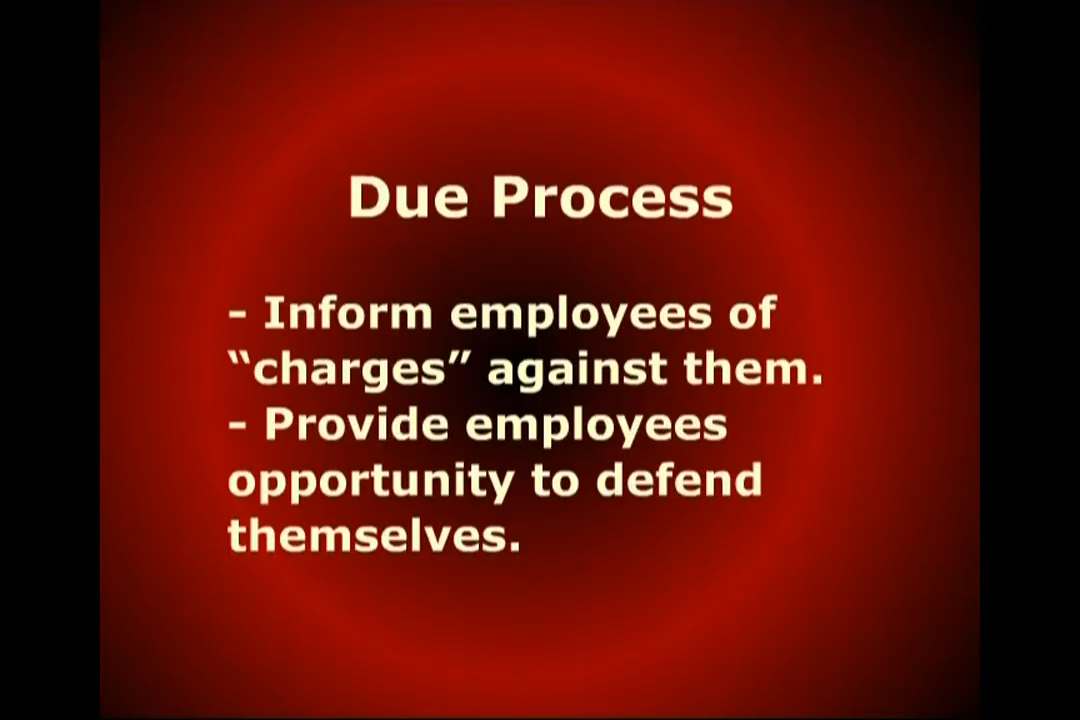 Due Process
- Inform employees of
“charges” against them.
- Provide employees
opportunity to defend
themselves.